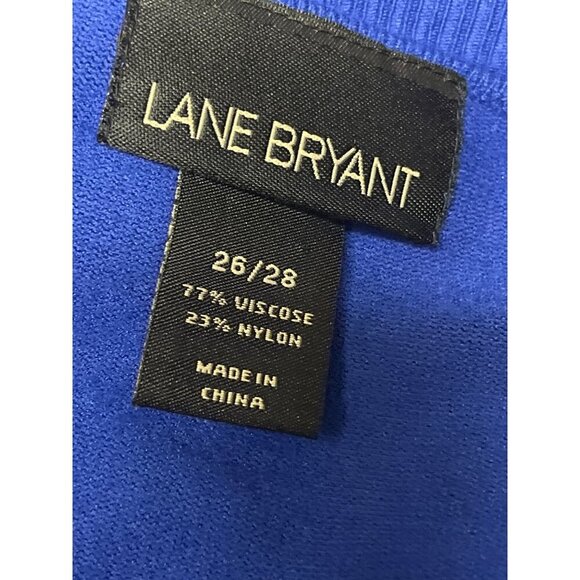 LANE BRYANT
26/28
77% VISCOSE
23% NYLON
MADE IN
CHINA